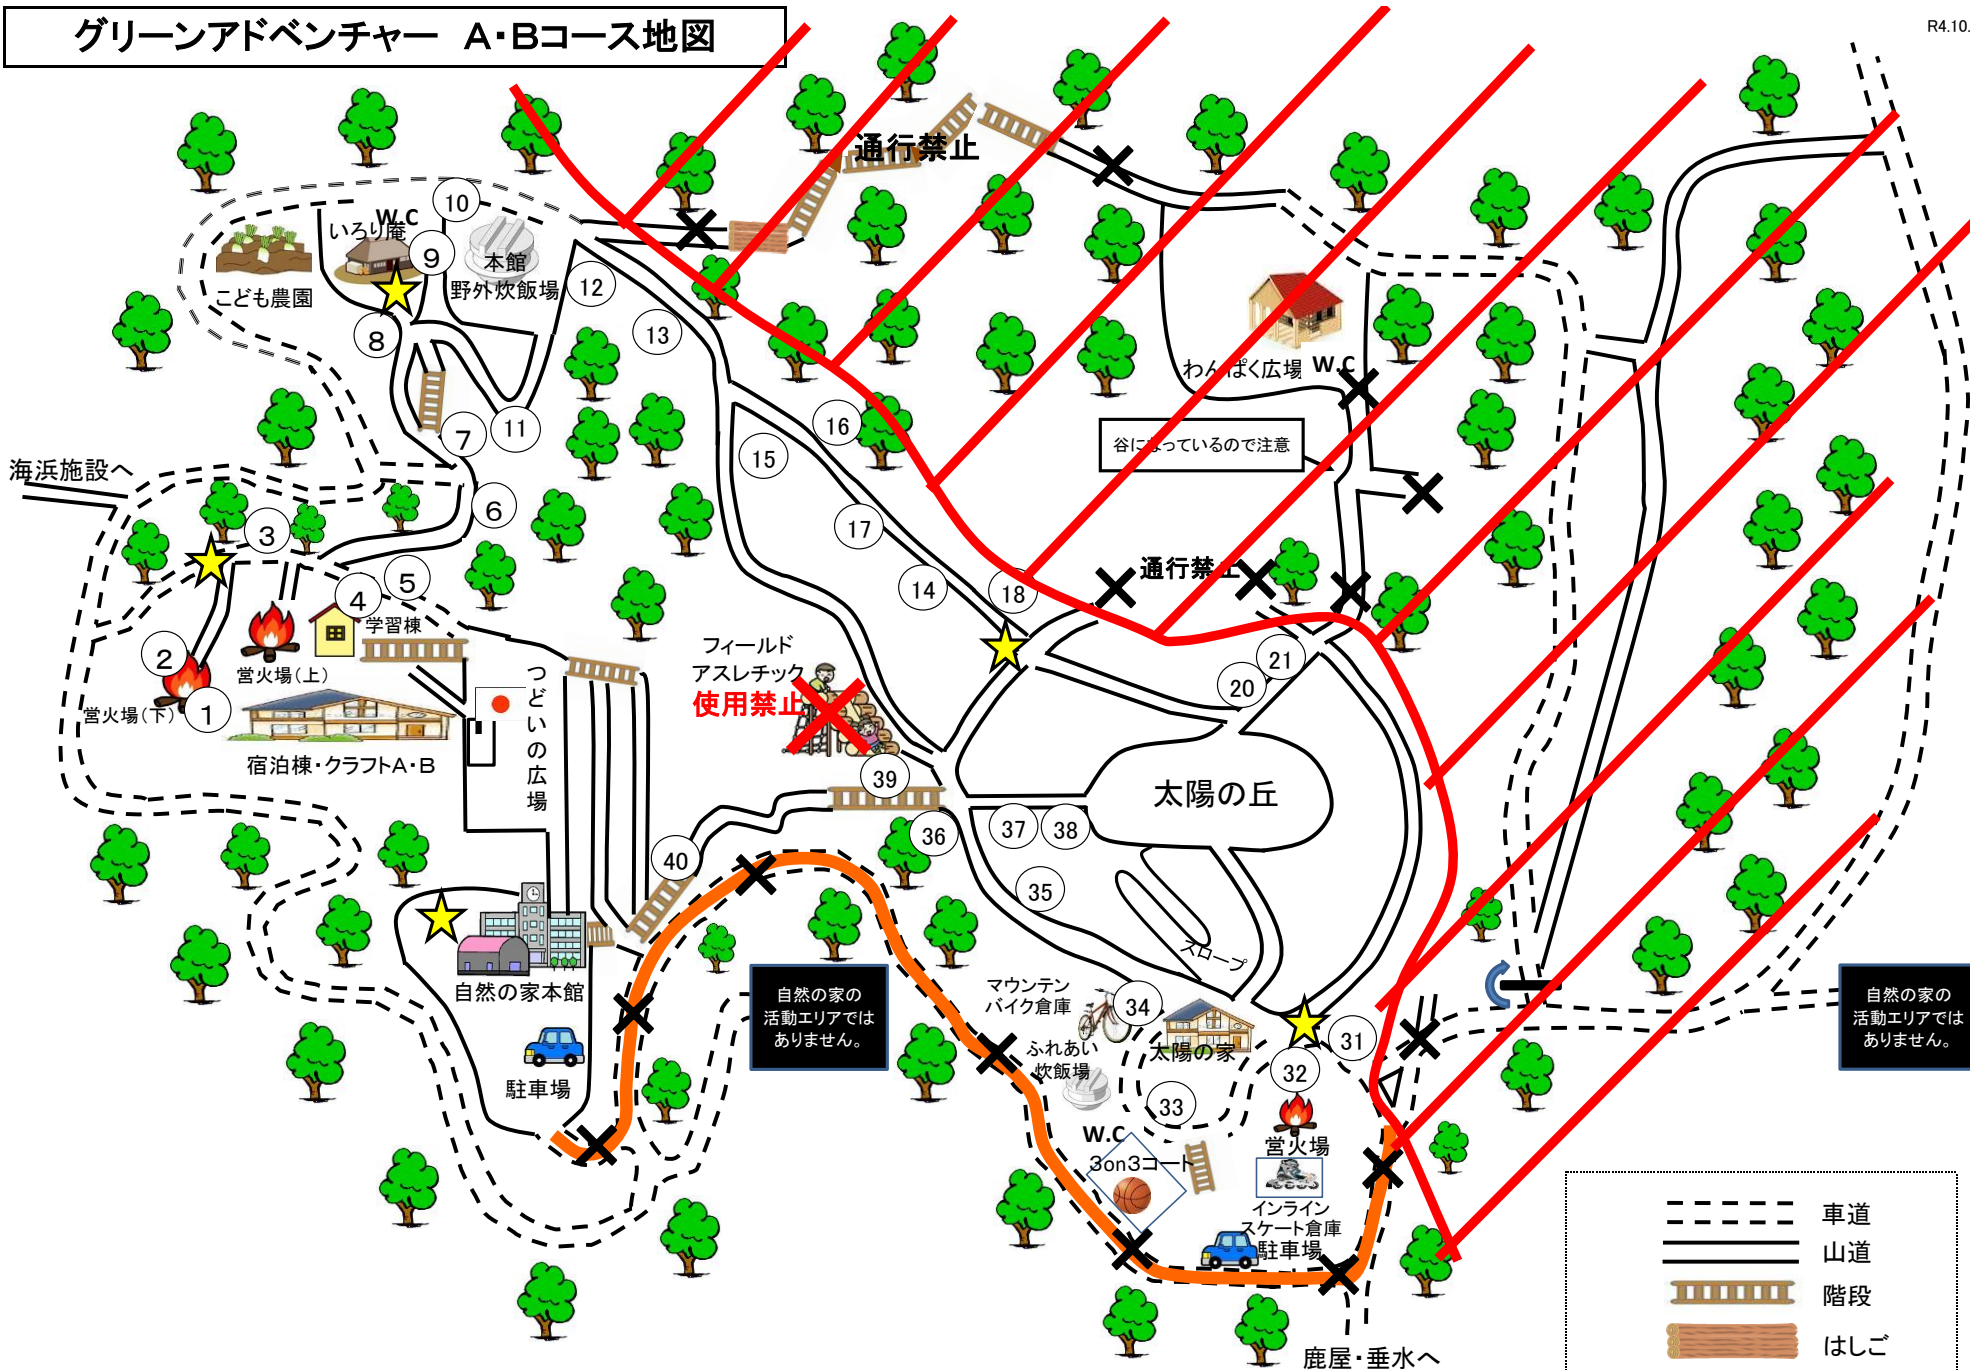 グリーンアドベンチャー　A・Bコース地図
R4.10.
通行禁止
10
W.C
いろり庵
9
本館
野外炊飯場
こども農園
12
8
13
わんぱく広場
W.C
7
11
16
谷になっているので注意
15
海浜施設へ
6
3
17
通行禁止
5
14
18
4
学習棟
2
営火場（上）
フィールド
アスレチック
使用禁止
21
20
1
営火場（下）
つどいの広場
宿泊棟・クラフトA・B
39
太陽の丘
36
37
38
40
35
スロープ
自然の家本館
マウンテン
バイク倉庫
34
自然の家の
活動エリアでは
ありません。
自然の家の
活動エリアでは
ありません。
ふれあい
炊飯場
太陽の家
31
32
駐車場
33
W.C
営火場
3on3コート
インライン
スケート倉庫
駐車場
鹿屋・垂水へ
車道
山道
階段
はしご